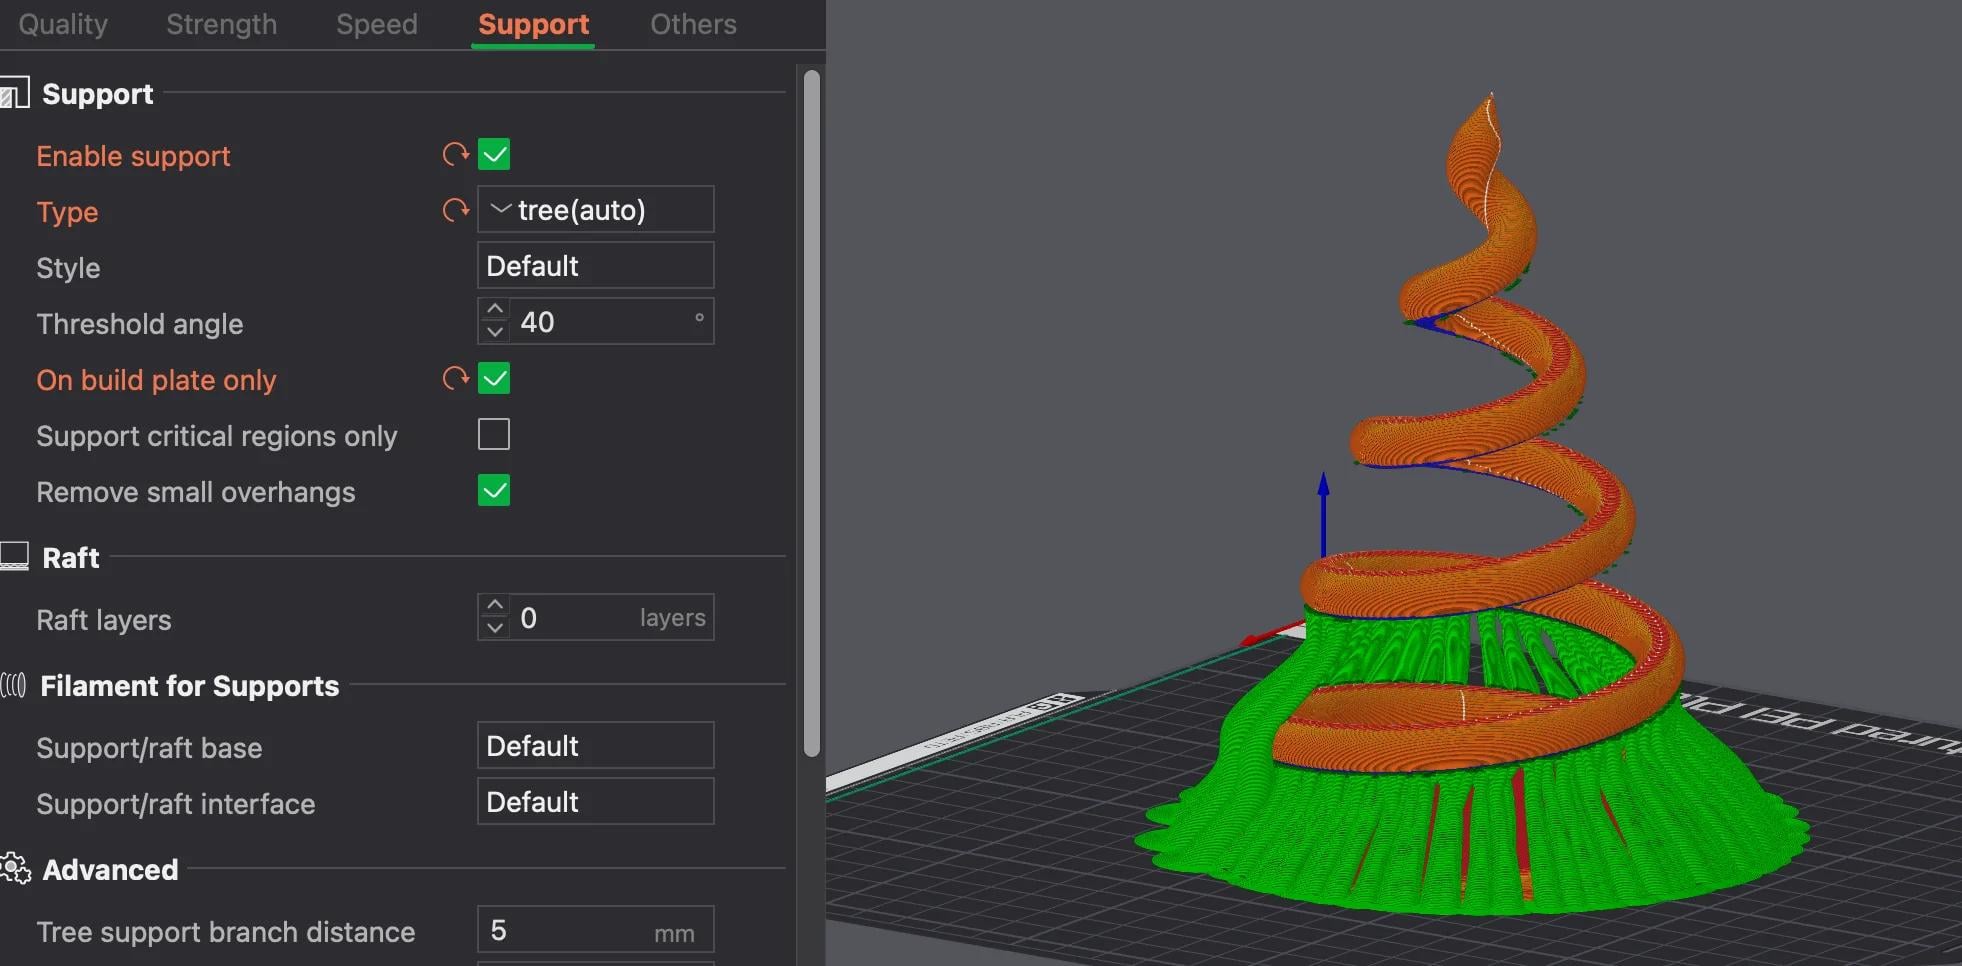 Quality Strength Speed Support Others
Support
Enable support
Type tree(auto)
Style Default
Threshold angle 40 °
On build plate only
Support critical regions only
Remove small overhangs
Raft
Raft layers 0 layers
Filament for Supports
Support/raft base Default
Support/raft interface Default
Advanced
Tree support branch distance 5 mm